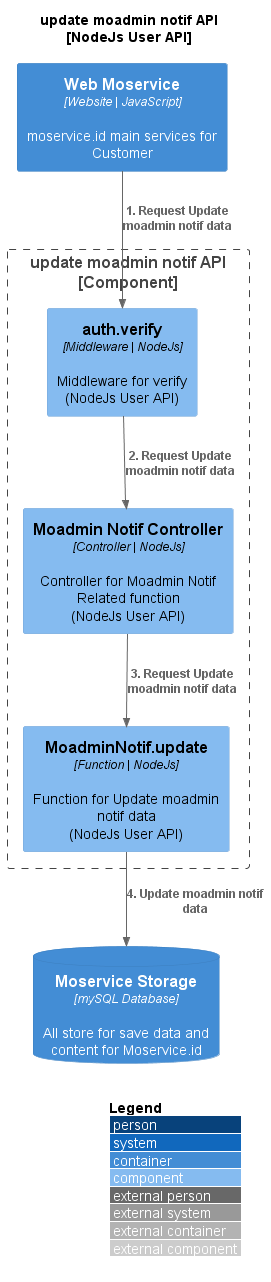 update moadmin notif API
[NodeJs User API]
Web Moservice
[Website | JavaScript]
moservice.id main services for
Customer
1. Request Update
moadmin notif data
update moadmin notif API
[Component]
auth.verify
[Middleware | NodeJs]
Middleware for verify
(NodeJs User API)
2. Request Update
moadmin notif data
Moadmin Notif Controller
[Controller | NodeJs]
Controller for Moadmin Notif
Related function
(NodeJs User API)
3. Request Update
moadmin notif data
MoadminNotif.update
[Function | NodeJs]
Function for Update moadmin
notif data
(NodeJs User API)
4. Update moadmin notif
data
Moservice Storage
[mySQL Database]
All store for save data and
content for Moservice.id
Legend
person
system
container
component
external person
external system
external container
external component